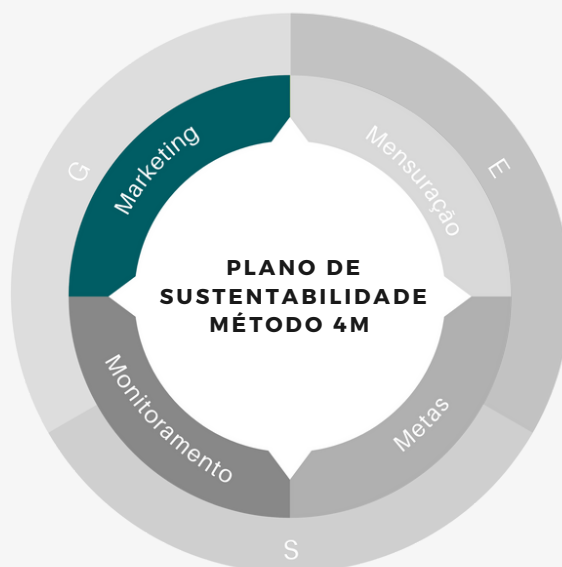 G
E
Marketing
Mensuração
PLANO DE
SUSTENTABILIDADE
MÉTODO 4M
Monitoramento
Metas
S